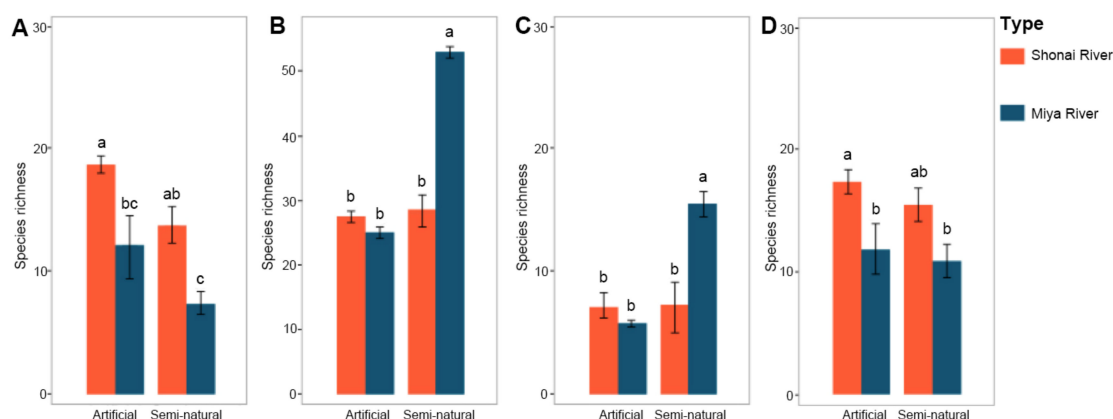 A
Species richness
30
20
10
0
a
bc
ab
c
Artificial Semi-natural
B
Species richness
50
40
30
20
10
0
b
b
b
a
Artificial Semi-natural
C
Species richness
30
20
10
0
b
b
b
a
Artificial Semi-natural
D
Species richness
30
20
10
0
a
b
ab
b
Artificial Semi-natural
Type
Shonai River
Miya River